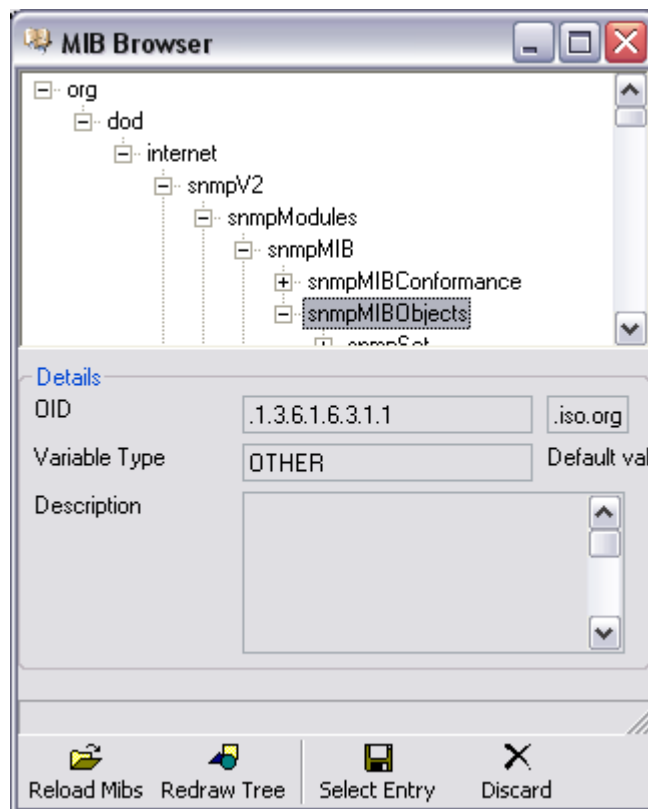 MIB Browser
org
dod
internet
snmpV2
snmpModules
snmpMIB
snmpMIBConformance
snmpMIBObjects
snmpSet
Details
OID .1.3.6.1.6.3.1.1 .iso.org
Variable Type OTHER Default val
Description
Reload Mibs Redraw Tree Select Entry Discard